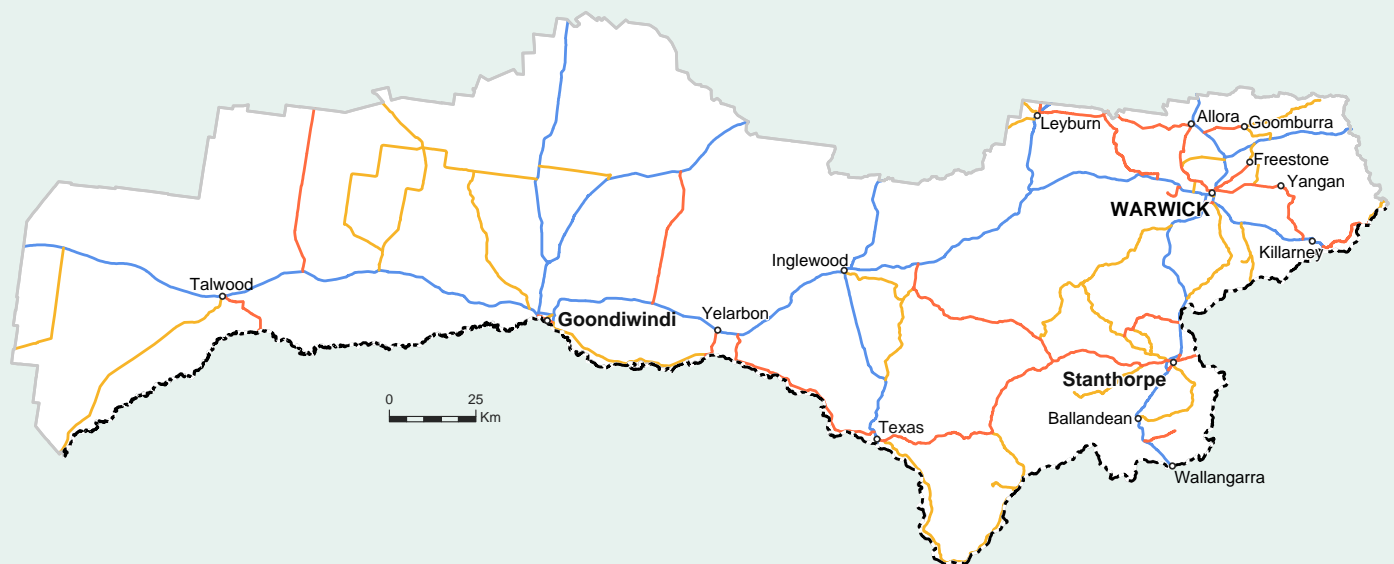 Allora
Leyburn
Goomburra
Freestone
Yangan
WARWICK
Killarney
Inglewood
Talwood
Yelarbon
Goondiwindi
Stanthorpe
0 25
Km
Ballandean
Texas
Wallangarra